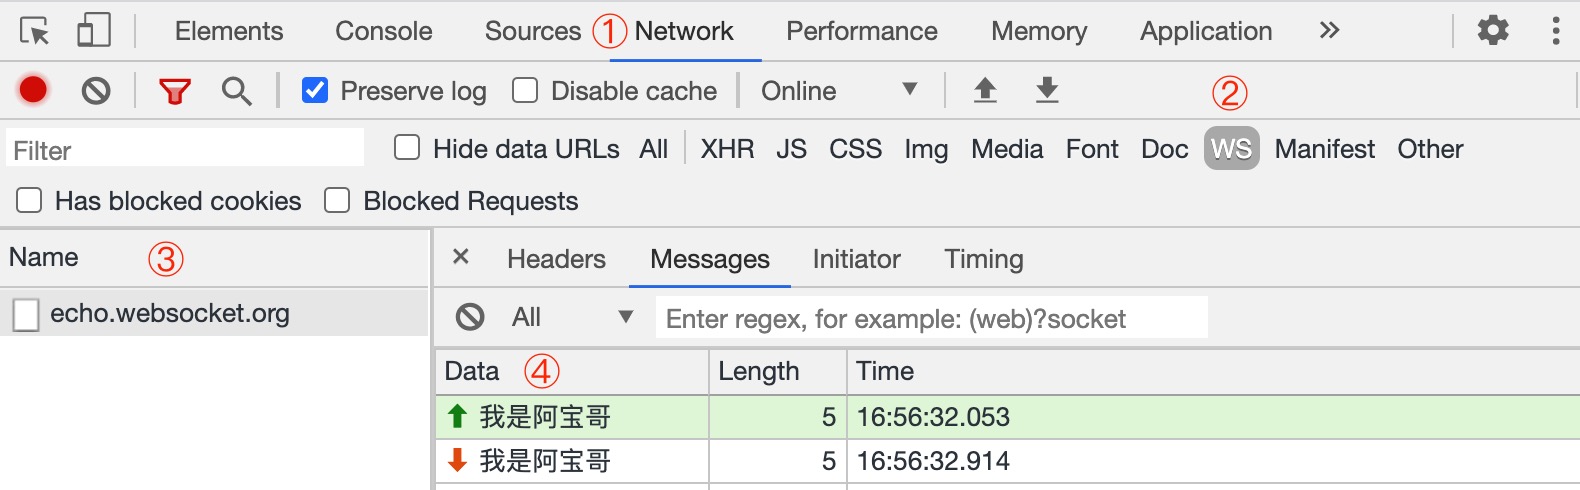 Elements Console Sources ① Network Performance Memory Application »
Preserve log Disable cache Online ②
Filter Hide data URLs All XHR JS CSS Img Media Font Doc WS Manifest Other
Has blocked cookies Blocked Requests
Name ③
echo.websocket.org
× Headers Messages Initiator Timing
All Enter regex, for example: (web)?socket
Data ④ Length Time
我是阿宝哥 5 16:56:32.053
我是阿宝哥 5 16:56:32.914